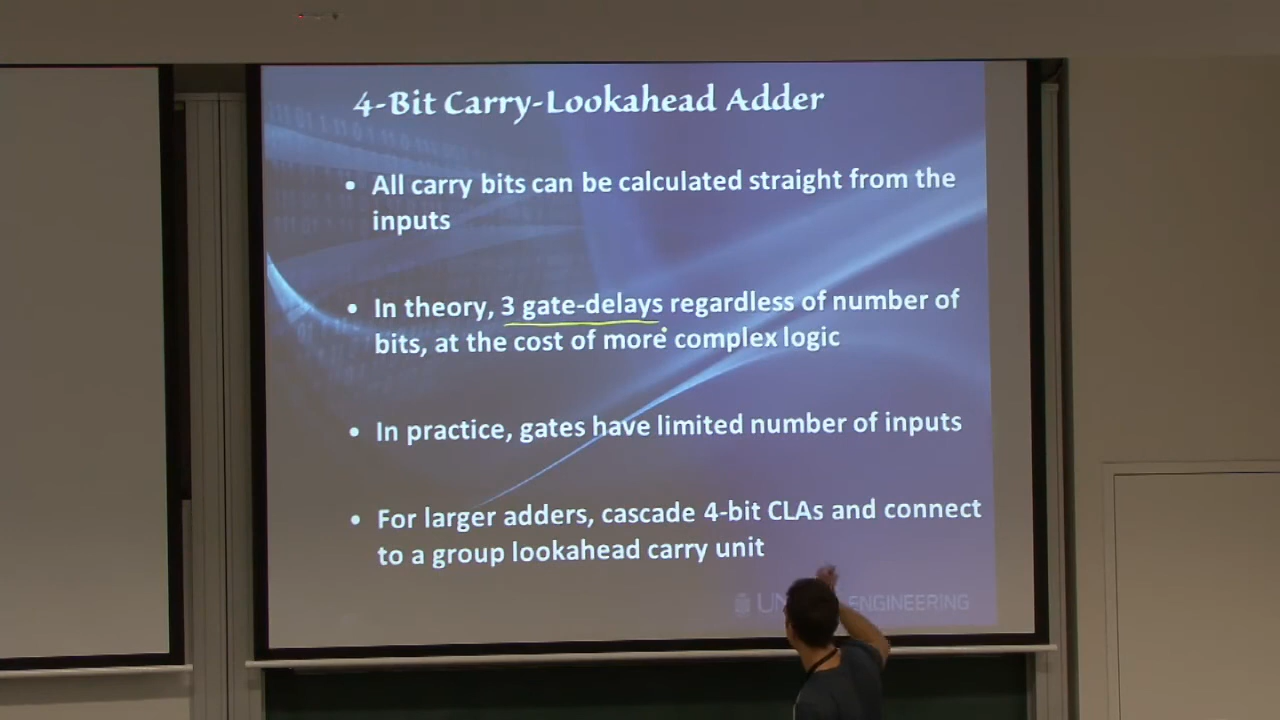 4-Bit Carry-Lookahead Adder
• All carry bits can be calculated straight from the
inputs
• In theory, 3 gate-delays regardless of number of
bits, at the cost of more complex logic
• In practice, gates have limited number of inputs
• For larger adders, cascade 4-bit CLAs and connect
to a group lookahead carry unit
ENGINEERING